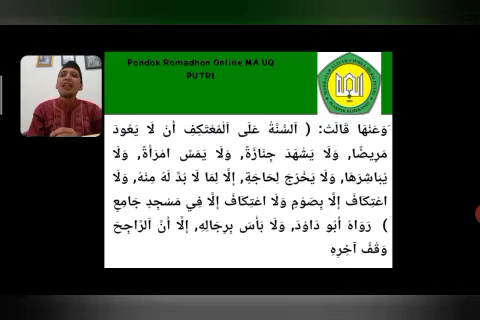 Pondok Romadhon Online MA UQ
PUTRI
وَعَنْهَا قَالَتْ: ( اَلسُّنَّةُ عَلَى اَلْمُعْتَكِفِ أَنْ لَا يَعُودَ
مَرِيضًا, وَلَا يَشْهَدَ جِنَازَةً, وَلَا يَمَسَّ امْرَأَةً, وَلَا
يُبَاشِرَهَا, وَلَا يَخْرُجَ لِحَاجَةٍ, إِلَّا لِمَا لَا بُدَّ لَهُ مِنْهُ, وَلَا
اعْتِكَافَ إِلَّا بِصَوْمٍ وَلَا اعْتِكَافَ إِلَّا فِي مَسْجِدٍ جَامِعٍ
) رَوَاهُ أَبُو دَاوُدَ, وَلَا بَأْسَ بِرِجَالِهِ, إِلَّا أَنَّ اَلرَّاجِحَ
وَقْفُ آخِرِهِ